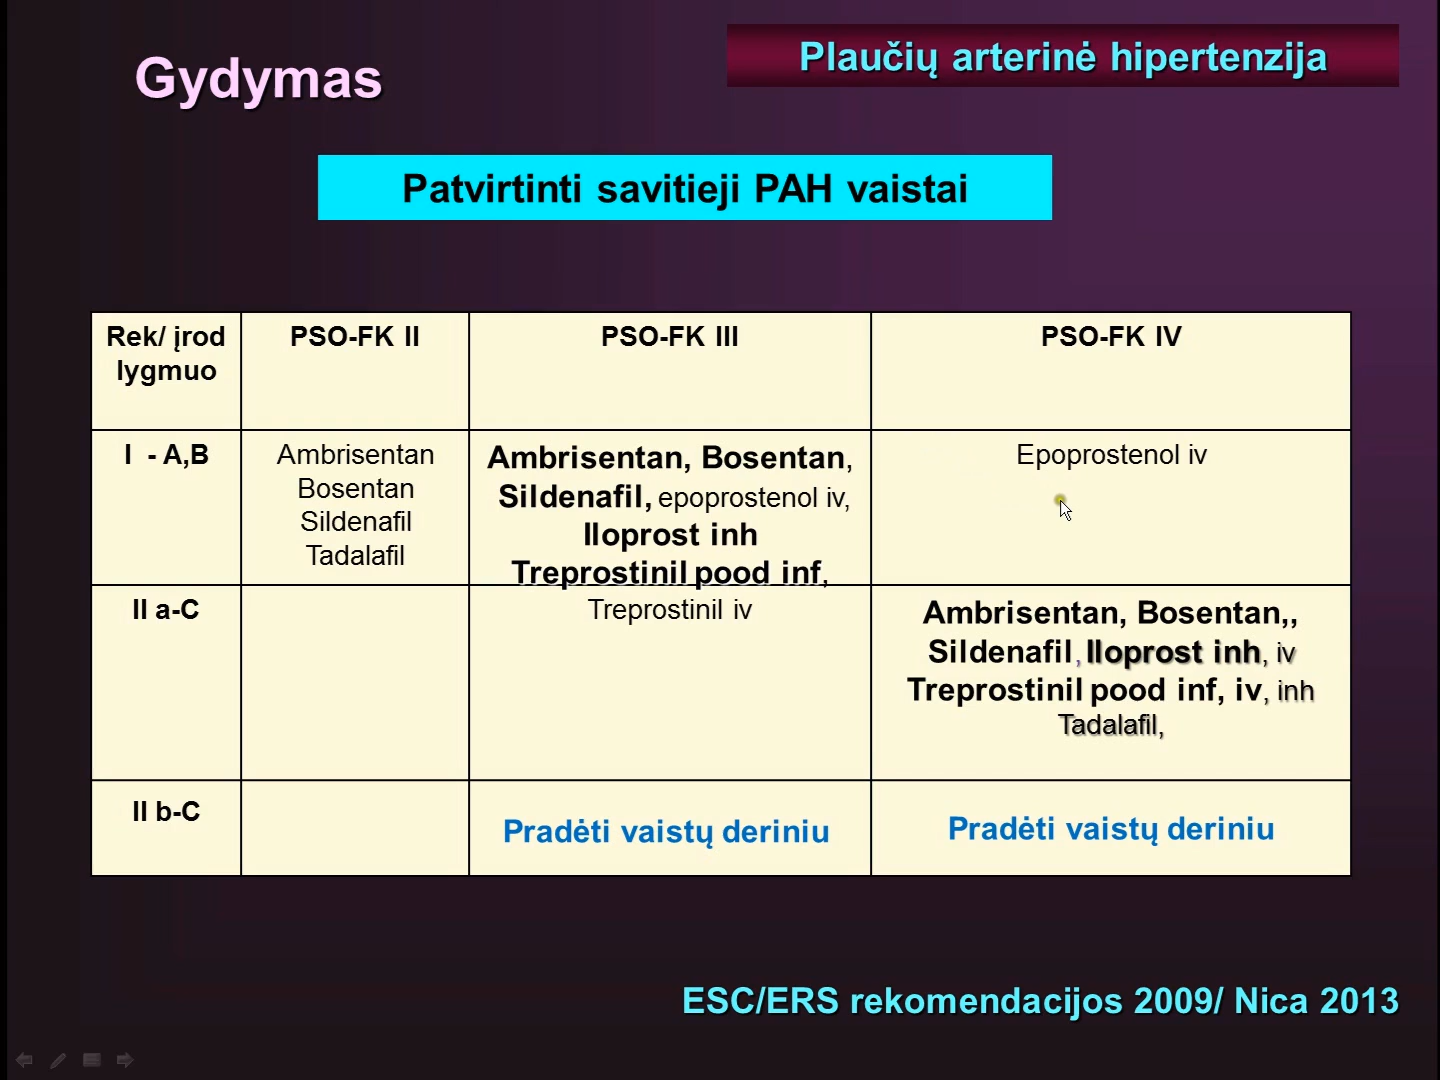 Gydymas
Plaučių arterinė hipertenzija
Patvirtinti savitieji PAH vaistai
Rek/ įrod
lygmuo
PSO-FK II
PSO-FK III
PSO-FK IV
I - A,B
Ambrisentan
Bosentan
Sildenafil
Tadalafil
Ambrisentan, Bosentan,
Sildenafil, epoprostenol iv,
Iloprost inh
Treprostinil pood inf,
Epoprostenol iv
II a-C
Treprostinil iv
Ambrisentan, Bosentan,,
Sildenafil, Iloprost inh, iv
Treprostinil pood inf, iv, inh
Tadalafil,
II b-C
Pradėti vaistų deriniu
Pradėti vaistų deriniu
ESC/ERS rekomendacijos 2009/ Nica 2013